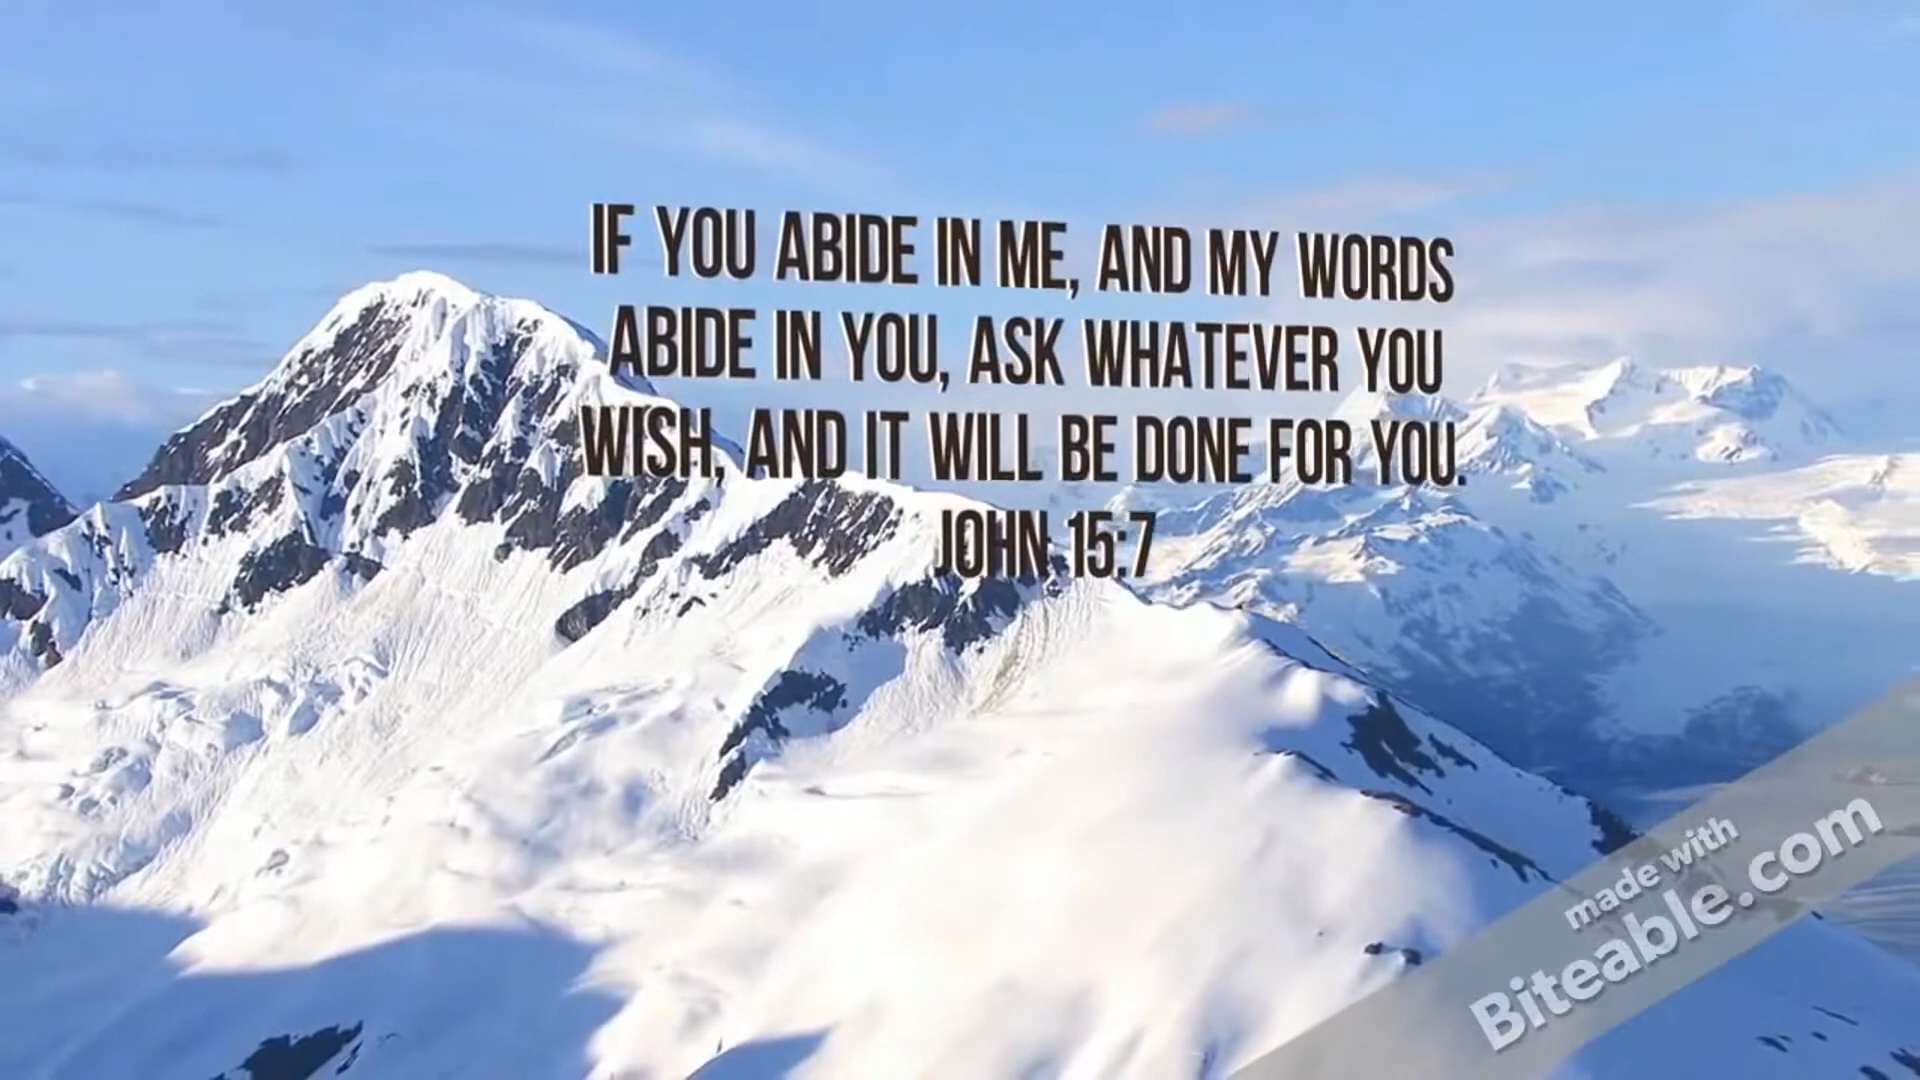 IF YOU ABIDE IN ME, AND MY WORDS
ABIDE IN YOU, ASK WHATEVER YOU
WISH, AND IT WILL BE DONE FOR YOU.
JOHN 15:7
made with
Biteable.com